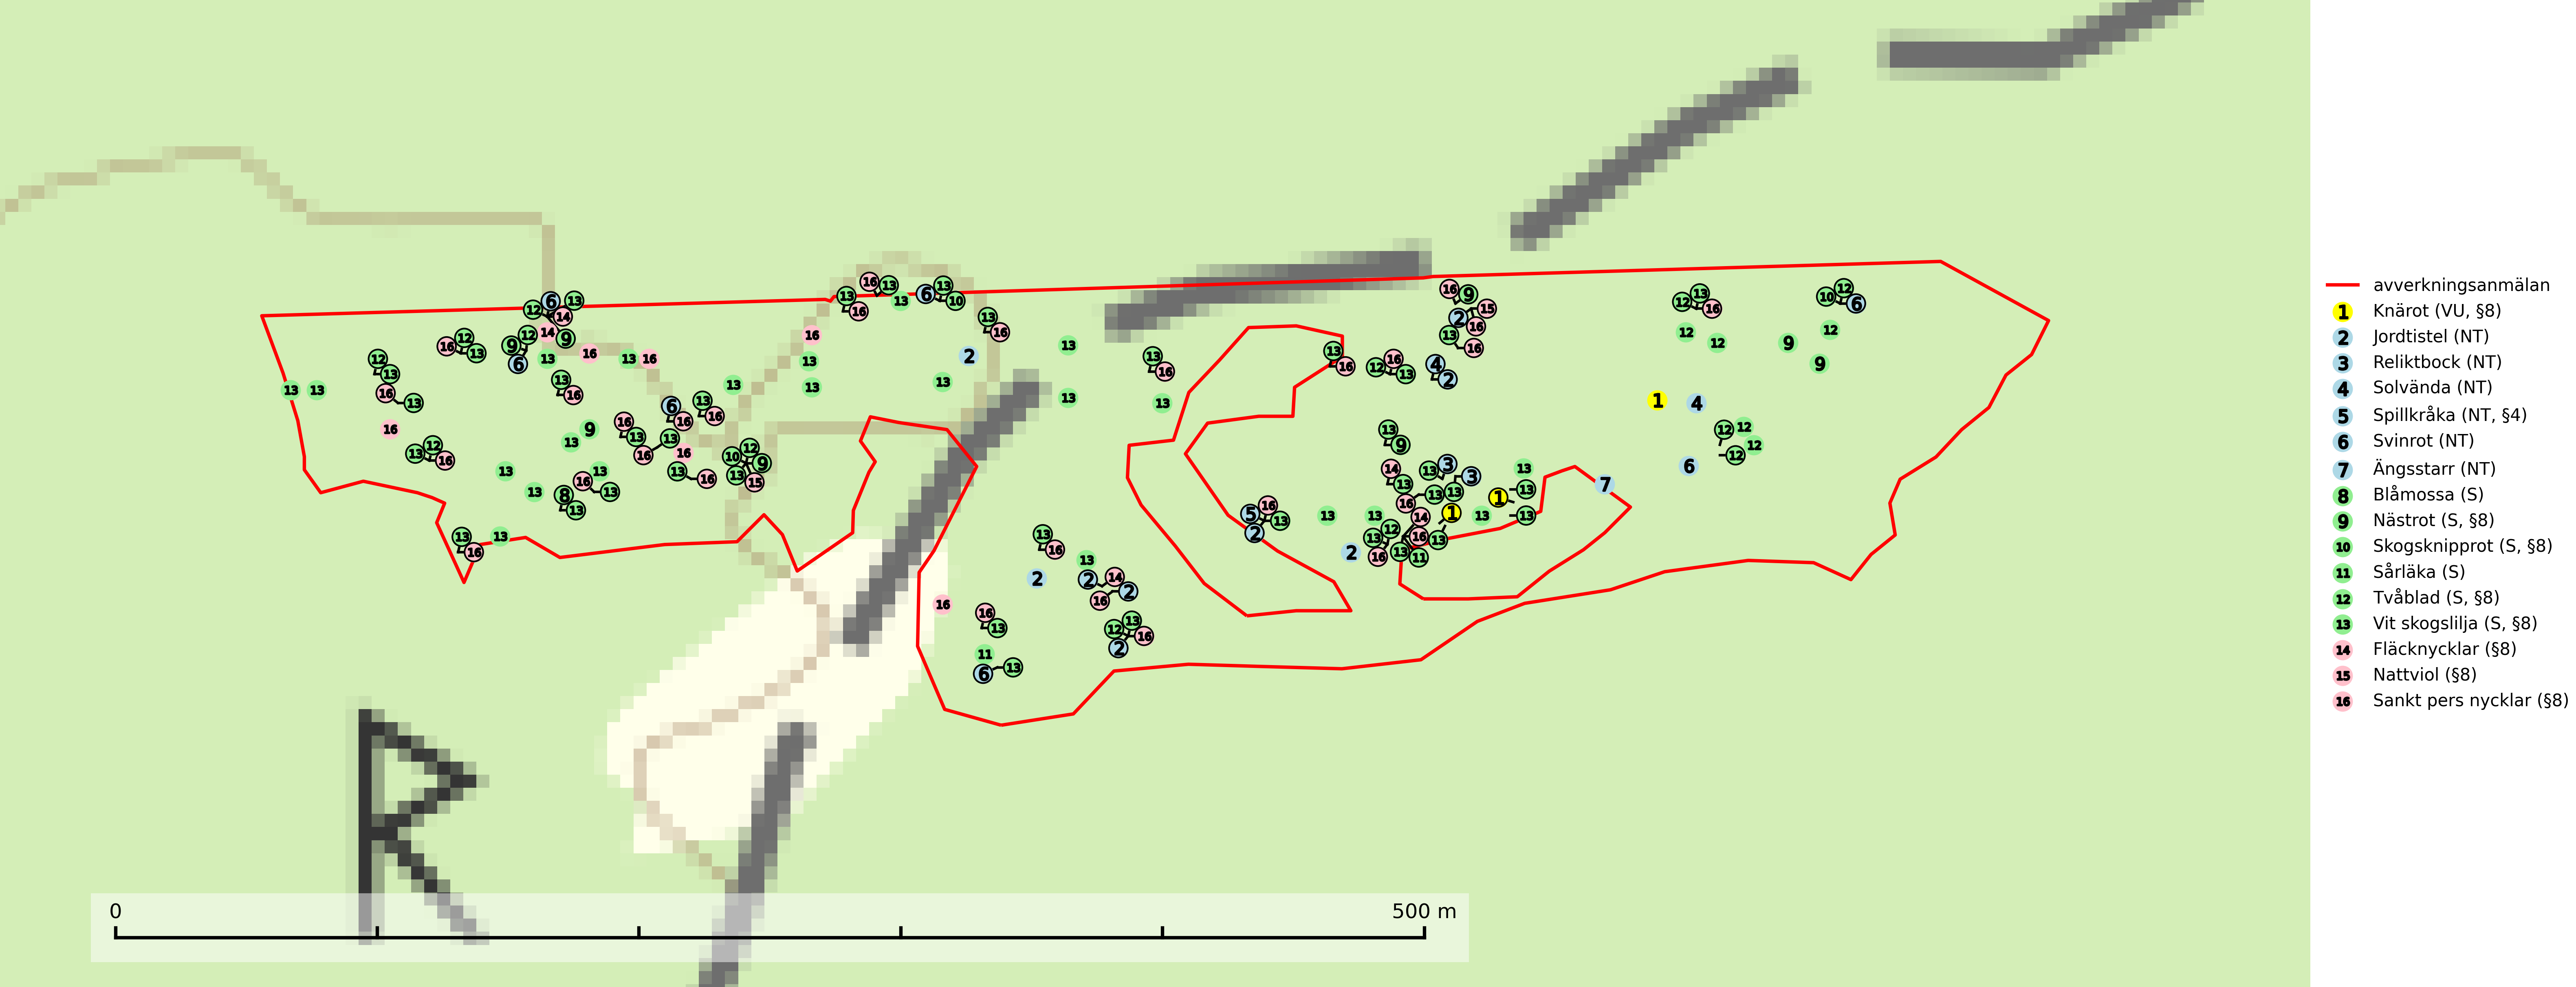 avverkningsanmälan
1 Knärot (VU, §8)
2 Jordtistel (NT)
3 Reliktbock (NT)
4 Solvända (NT)
5 Spillkråka (NT, §4)
6 Svinrot (NT)
7 Ängsstarr (NT)
8 Blåmossa (S)
9 Nästrot (S, §8)
10 Skogsknipprot (S, §8)
11 Sårläka (S)
12 Tvåblad (S, §8)
13 Vit skogslilja (S, §8)
14 Fläcknycklar (§8)
15 Nattviol (§8)
16 Sankt pers nycklar (§8)
R
0 500 m